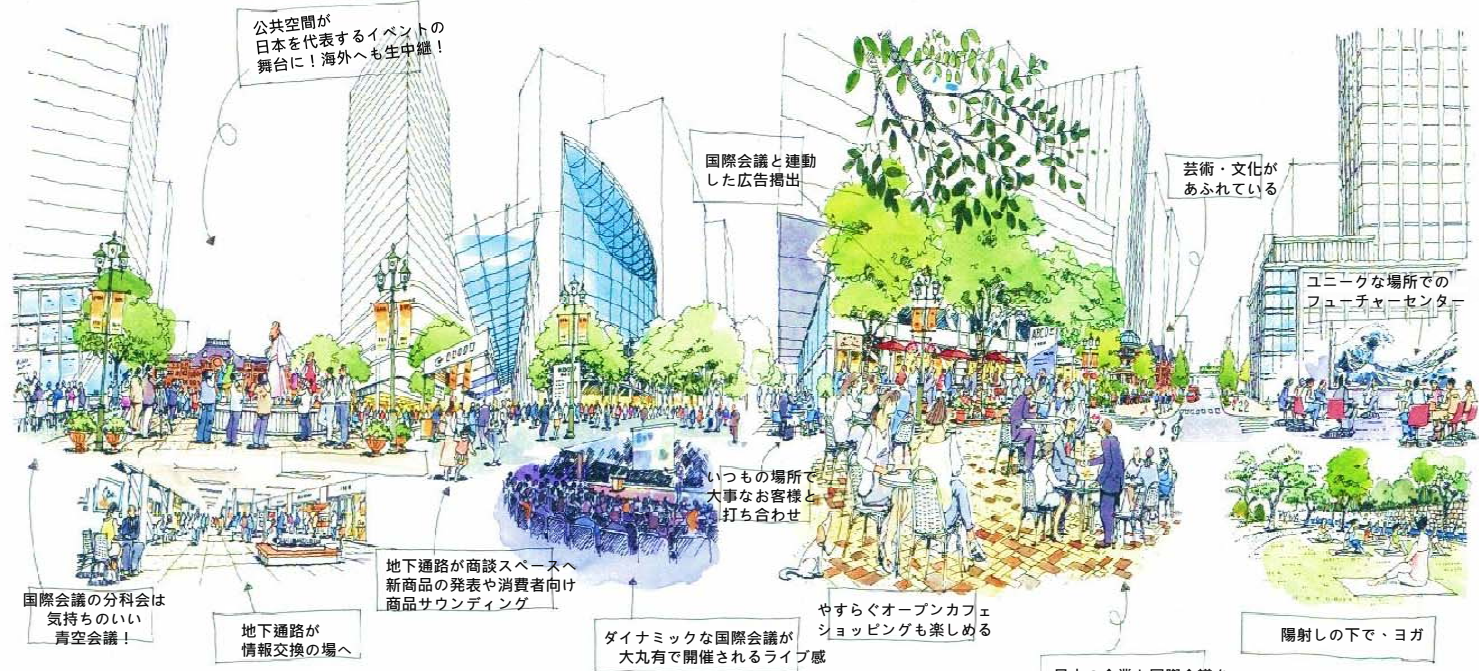 公共空間が
日本を代表するイベントの
舞台に！海外へも生中継！
国際会議と連動
した広告掲出
芸術・文化が
あふれている
ユニークな場所での
フューチャーセンター
いつもの場所で
大事なお客様と
打ち合わせ
国際会議の分科会は
気持ちのいい
青空会議！
地下通路が
情報交換の場へ
地下通路が商談スペースへ
新商品の発表や消費者向け
商品サウンディング
ダイナミックな国際会議が
大丸有で開催されるライブ感
やすらぐオープンカフェ
ショッピングも楽しめる
陽射しの下で、ヨガ